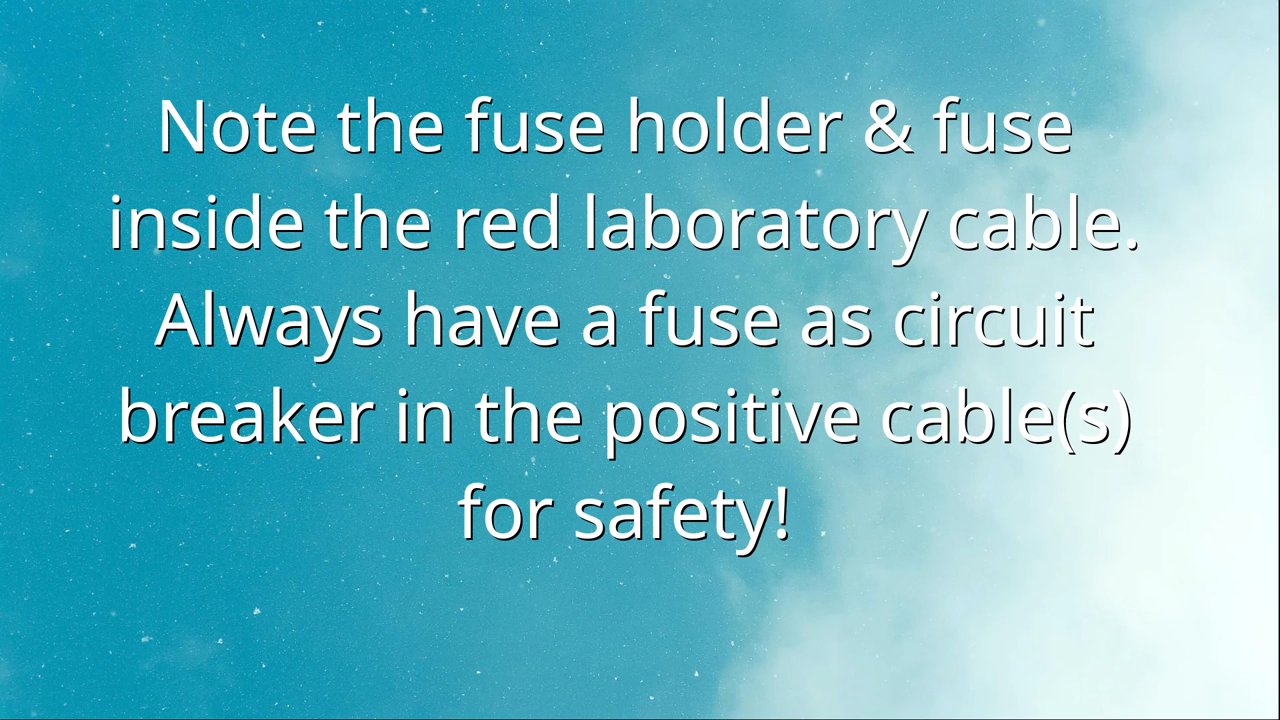 Note the fuse holder & fuse
inside the red laboratory cable.
Always have a fuse as circuit
breaker in the positive cable(s)
for safety!